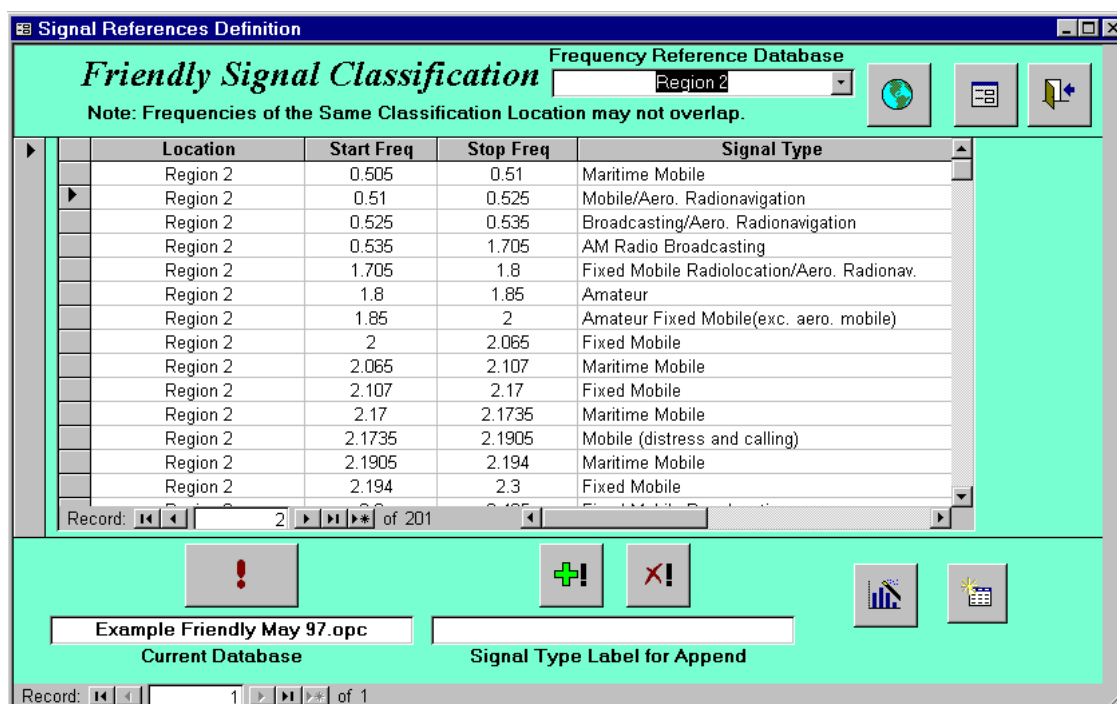 Signal References Definition
Friendly Signal Classification
Frequency Reference Database
Region 2
Note: Frequencies of the Same Classification Location may not overlap.
Location Start Freq Stop Freq Signal Type
Region 2 0.505 0.51 Maritime Mobile
Region 2 0.51 0.525 Mobile/Aero. Radionavigation
Region 2 0.525 0.535 Broadcasting/Aero. Radionavigation
Region 2 0.535 1.705 AM Radio Broadcasting
Region 2 1.705 1.8 Fixed Mobile Radiolocation/Aero. Radionav.
Region 2 1.8 1.85 Amateur
Region 2 1.85 2 Amateur Fixed Mobile(exc. aero. mobile)
Region 2 2 2.065 Fixed Mobile
Region 2 2.065 2.107 Maritime Mobile
Region 2 2.107 2.17 Fixed Mobile
Region 2 2.17 2.1735 Maritime Mobile
Region 2 2.1735 2.1905 Mobile (distress and calling)
Region 2 2.1905 2.194 Maritime Mobile
Region 2 2.194 2.3 Fixed Mobile
Record: 2 of 201
Example Friendly May 97.opc
Current Database Signal Type Label for Append
Record: 1 of 1